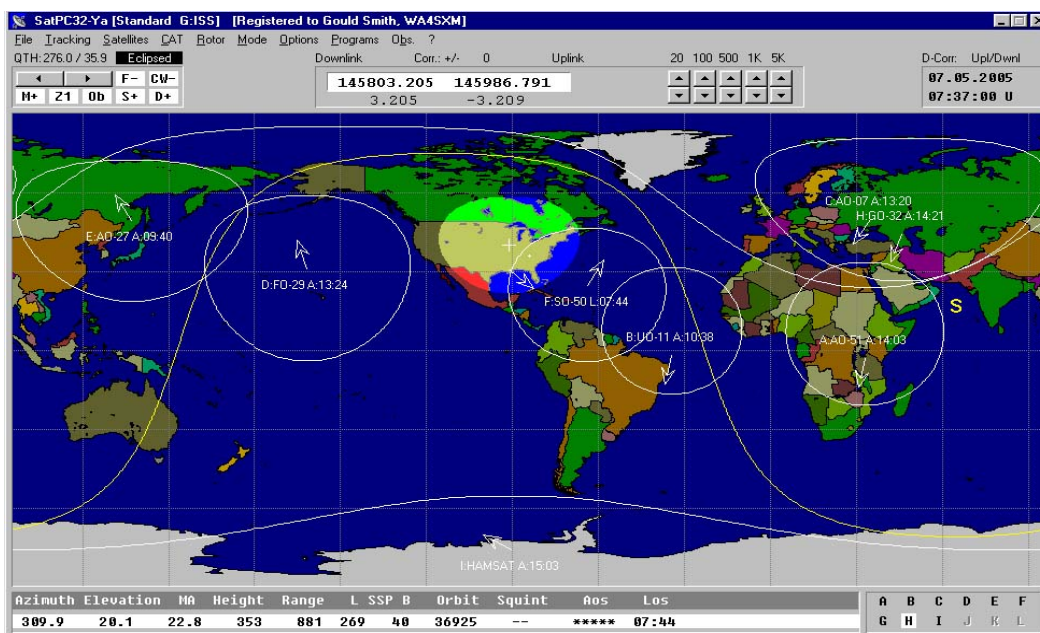 SatPC32-Ya [Standard G:ISS] [Registered to Gould Smith, WA4SXM]
File Tracking Satellites CAT Rotor Mode Options Programs Obs. ?
QTH: 276.0 / 35.9 Eclipsed Downlink Corr.: +/- 0 Uplink 20 100 500 1K 5K D-Corr: Upl/Dwnl
F- CW- 145803.205 145986.791 07.05.2005
M+ Z1 Ob S+ D+ 3.205 -3.209 07:37:00 U
C:AO-07 A:13:20
H:GO-32 A:14:21
E:AO-27 A:09:40
D:FO-29 A:13:24
F:SO-50 L:07:44
S
B:UO-11 A:10:38
A:AO-51 A:14:03
I:HAMSAT A:15:03
Azimuth Elevation MA Height Range L SSP B Orbit Squint Aos Los A B C D E F
309.9 20.1 22.8 353 881 269 40 36925 -- ***** 07:44 G H I J K L